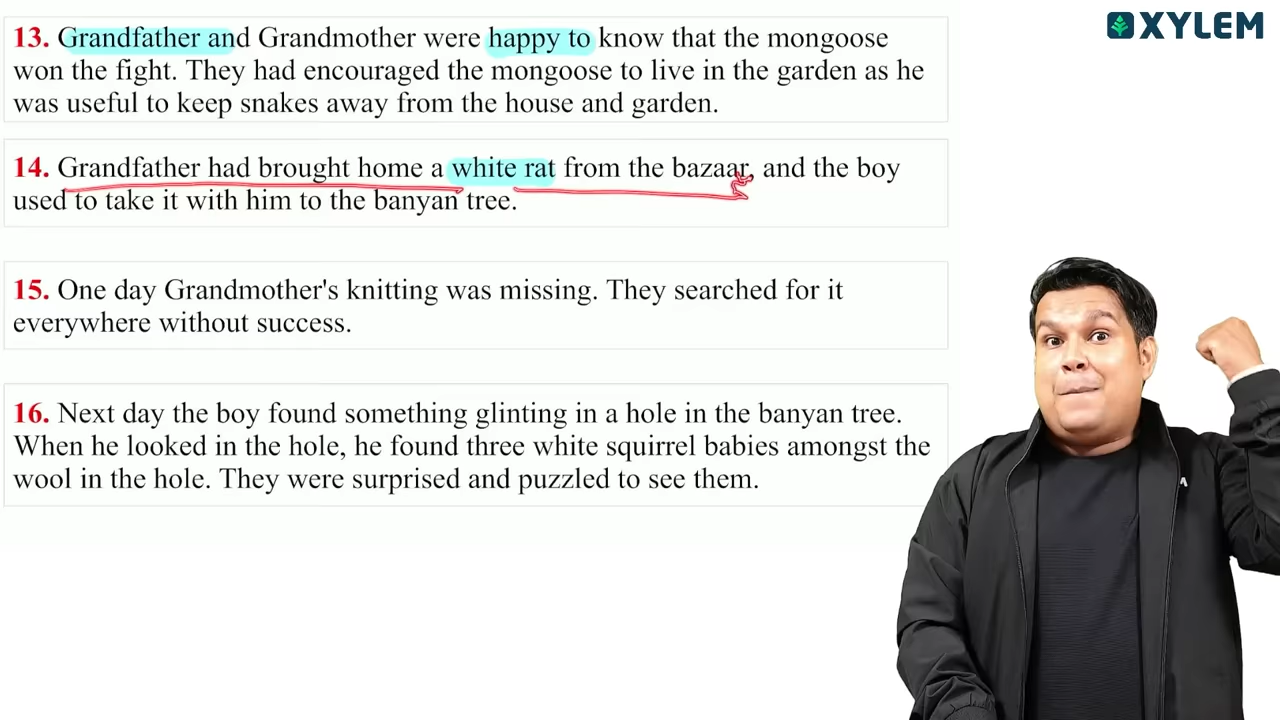 XYLEM
13. Grandfather and Grandmother were happy to know that the mongoose
won the fight. They had encouraged the mongoose to live in the garden as he
was useful to keep snakes away from the house and garden.
14. Grandfather had brought home a white rat from the bazaar, and the boy
used to take it with him to the banyan tree.
15. One day Grandmother's knitting was missing. They searched for it
everywhere without success.
16. Next day the boy found something glinting in a hole in the banyan tree.
When he looked in the hole, he found three white squirrel babies amongst the
wool in the hole. They were surprised and puzzled to see them.